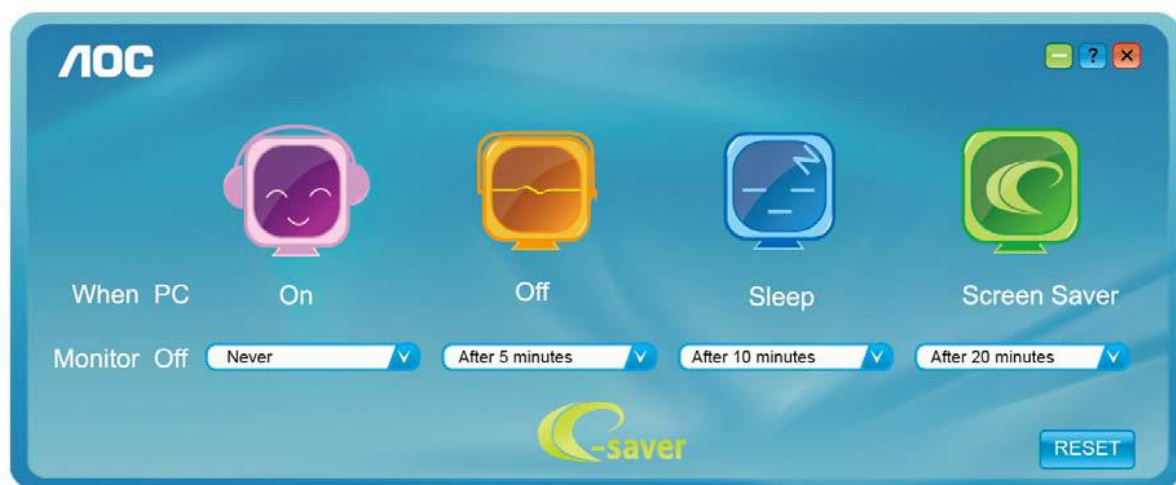 AOC
?
When PC On Off Sleep Screen Saver
Monitor Off Never After 5 minutes After 10 minutes After 20 minutes
e-saver
RESET